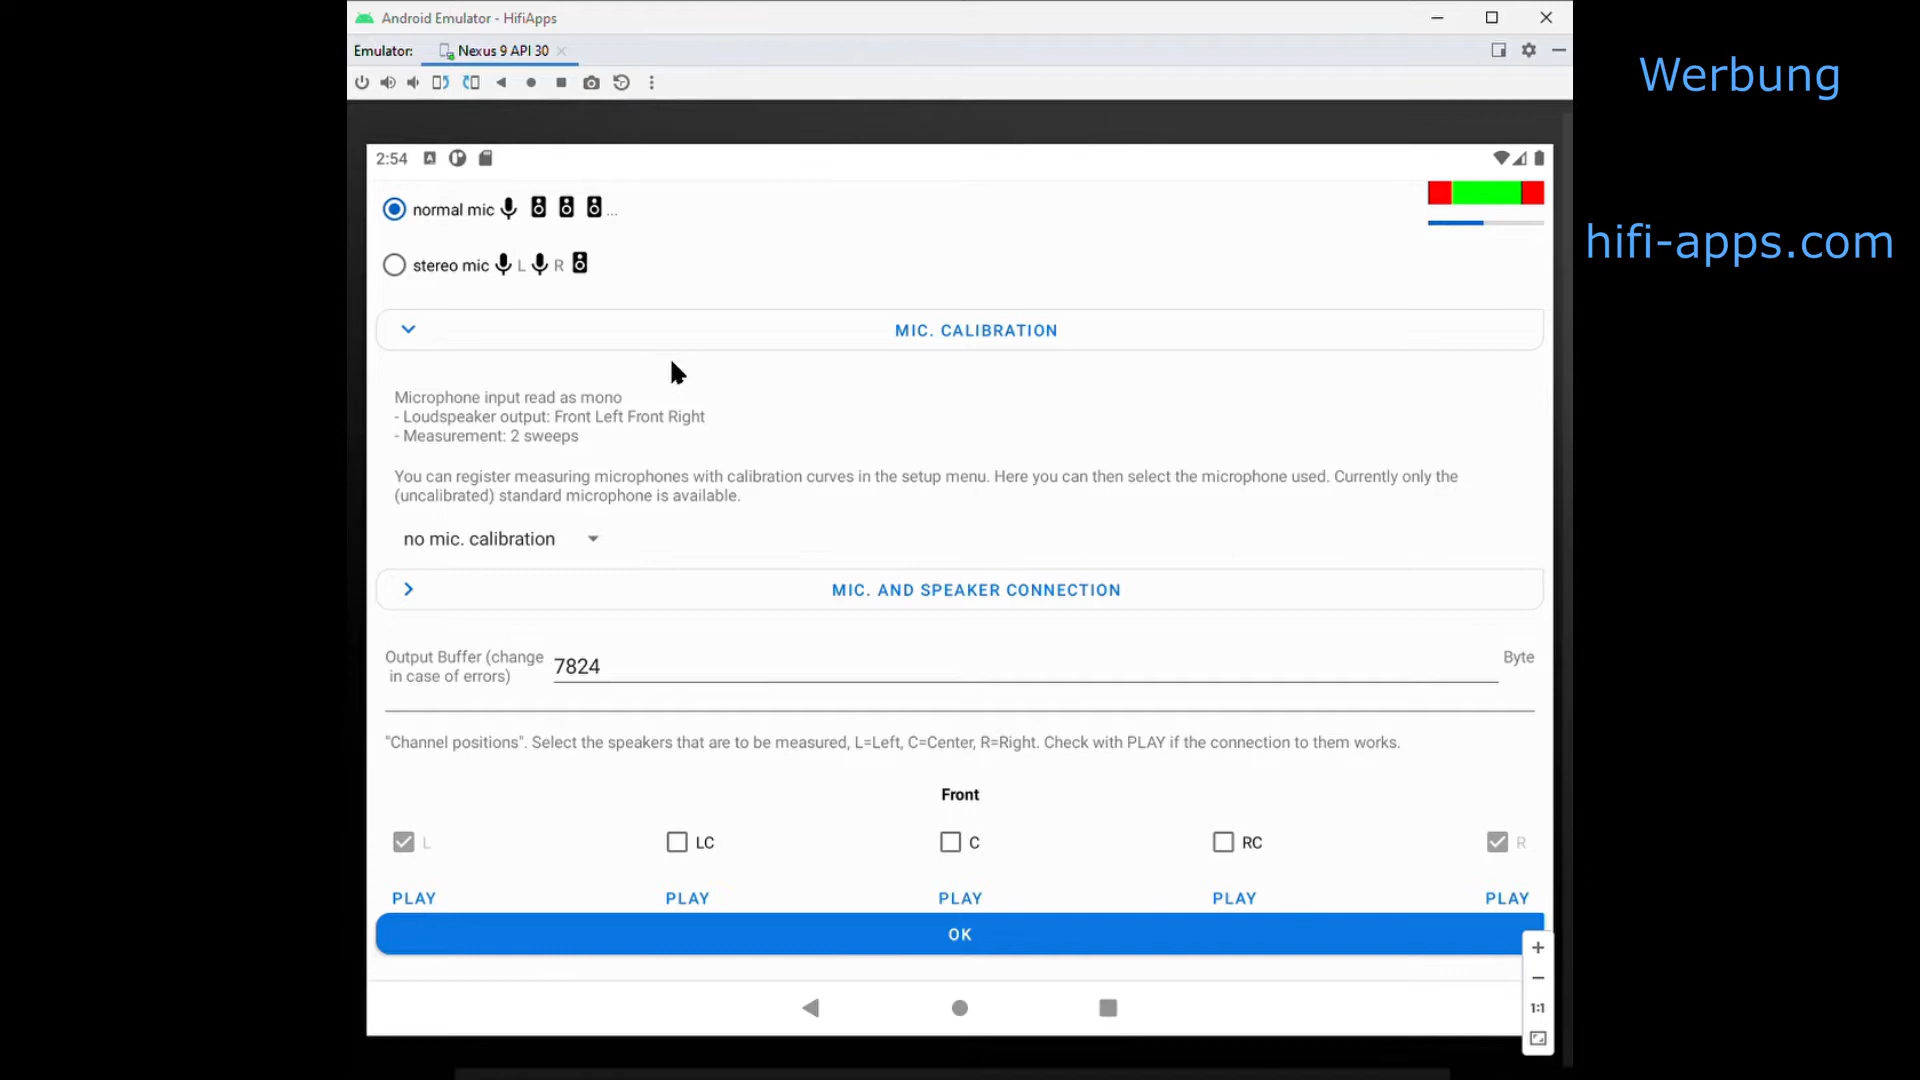 Android Emulator - HifiApps
Emulator: Nexus 9 API 30
Werbung
hifi-apps.com
2:54
normal mic ...
stereo mic L R
MIC. CALIBRATION
Microphone input read as mono
- Loudspeaker output: Front Left Front Right
- Measurement: 2 sweeps
You can register measuring microphones with calibration curves in the setup menu. Here you can then select the microphone used. Currently only the
(uncalibrated) standard microphone is available.
no mic. calibration
MIC. AND SPEAKER CONNECTION
Output Buffer (change
in case of errors)
7824
Byte
"Channel positions". Select the speakers that are to be measured, L=Left, C=Center, R=Right. Check with PLAY if the connection to them works.
Front
L LC C RC R
PLAY PLAY PLAY PLAY PLAY
OK
1:1